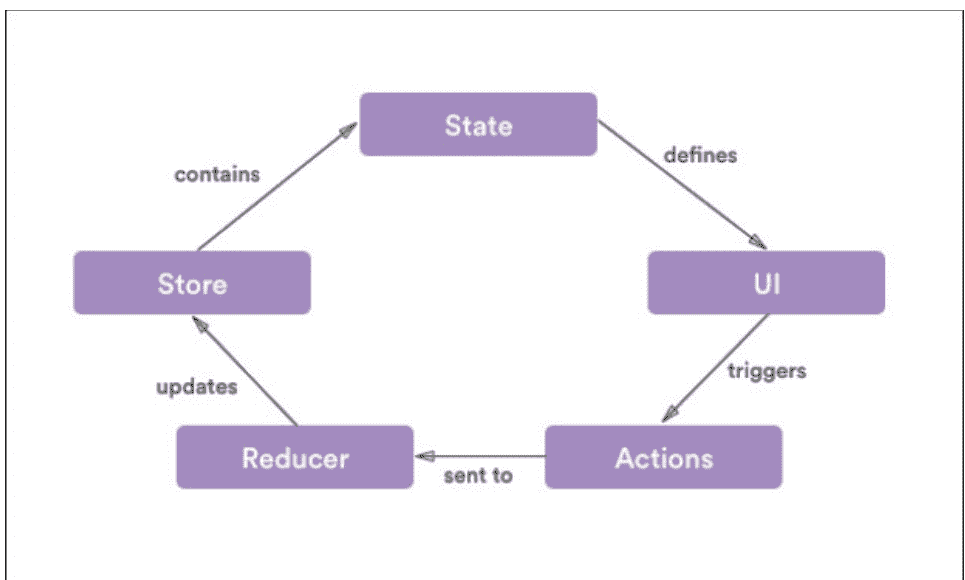 State
defines
contains
Store
UI
triggers
updates
Reducer
Actions
sent to